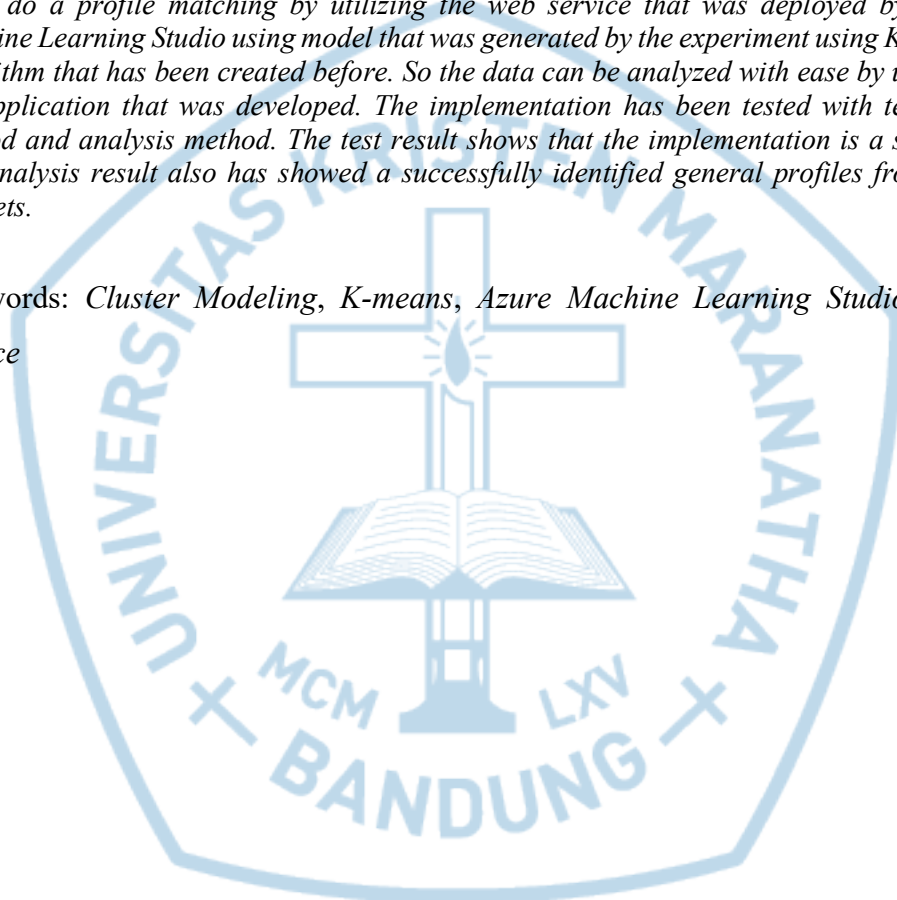 do a profile matching by utilizing the web service that was deployed by
ine Learning Studio using model that was generated by the experiment using K
ithm that has been created before. So the data can be analyzed with ease by u
pplication that was developed. The implementation has been tested with te
d and analysis method. The test result shows that the implementation is a s
nalysis result also has showed a successfully identified general profiles fro
ets.
words: Cluster Modeling, K-means, Azure Machine Learning Studio
ce
UNIVERSITAS KRISTEN MARANATHA
MCM LXV
BANDUNG